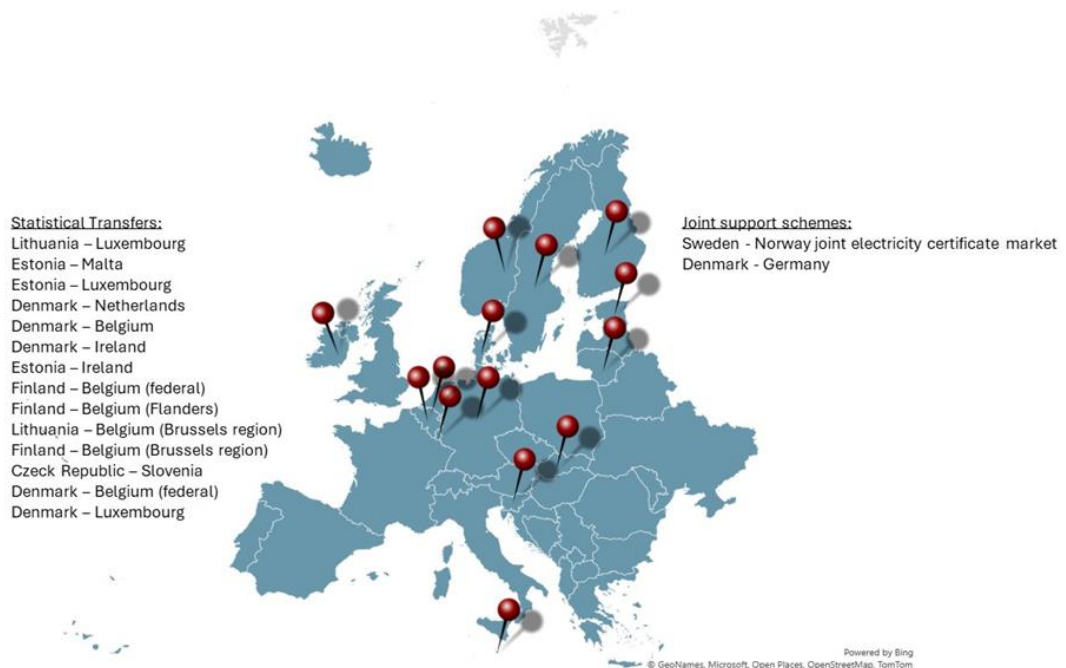 Statistical Transfers:
Lithuania – Luxembourg
Estonia – Malta
Estonia – Luxembourg
Denmark – Netherlands
Denmark – Belgium
Denmark – Ireland
Estonia – Ireland
Finland – Belgium (federal)
Finland – Belgium (Flanders)
Lithuania – Belgium (Brussels region)
Finland – Belgium (Brussels region)
Czeck Republic – Slovenia
Denmark – Belgium (federal)
Denmark – Luxembourg
Joint support schemes:
Sweden - Norway joint electricity certificate market
Denmark - Germany
Powered by Bing
© GeoNames, Microsoft, Open Places, OpenStreetMap, TomTom